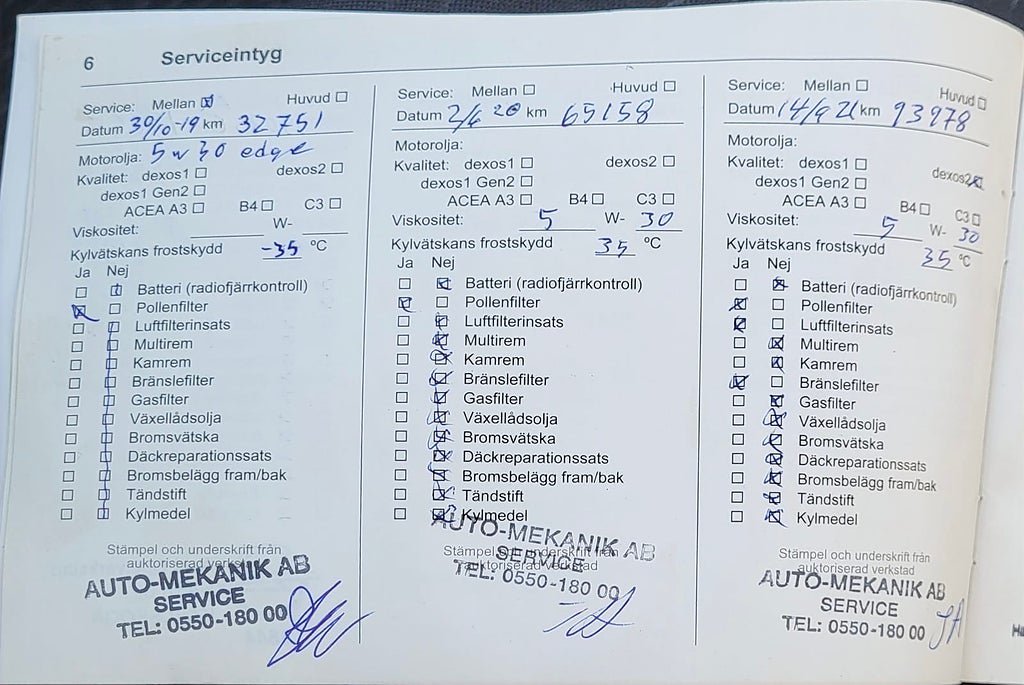 6 Serviceintyg
Service: Mellan ☒ Huvud ☐
Datum 30/10-19 km 32751
Motorolja: 5w30 edge
Kvalitet: dexos1 ☐ dexos2 ☐
dexos1 Gen2 ☐
ACEA A3 ☐ B4 ☐ C3 ☐
Viskositet: W-
Kylvätskans frostskydd -35 °C
Ja Nej
Batteri (radiofjärrkontroll)
Pollenfilter
Luftfilterinsats
Multirem
Kamrem
Bränslefilter
Gasfilter
Växellådsolja
Bromsvätska
Däckreparationssats
Bromsbelägg fram/bak
Tändstift
Kylmedel
Stämpel och underskrift från
auktoriserad verkstad
AUTO-MEKANIK AB
SERVICE
TEL: 0550-180 00
Service: Mellan ☐ Huvud ☐
Datum 2/6 20 km 65158
Motorolja:
Kvalitet: dexos1 ☐ dexos2 ☐
dexos1 Gen2 ☐
ACEA A3 ☐ B4 ☐ C3 ☐
Viskositet: 5 W- 30
Kylvätskans frostskydd 35 °C
Ja Nej
Batteri (radiofjärrkontroll)
Pollenfilter
Luftfilterinsats
Multirem
Kamrem
Bränslefilter
Gasfilter
Växellådsolja
Bromsvätska
Däckreparationssats
Bromsbelägg fram/bak
Tändstift
Kylmedel
Stämpel och underskrift från
auktoriserad verkstad
AUTO-MEKANIK AB
SERVICE
TEL: 0550-180 00
Service: Mellan ☐ Huvud ☐
Datum 14/9 21 km 93978
Motorolja:
Kvalitet: dexos1 ☐ dexos2 ☒
dexos1 Gen2 ☐
ACEA A3 ☐ B4 ☐ C3 ☐
Viskositet: 5 W- 30
Kylvätskans frostskydd 35 °C
Ja Nej
Batteri (radiofjärrkontroll)
Pollenfilter
Luftfilterinsats
Multirem
Kamrem
Bränslefilter
Gasfilter
Växellådsolja
Bromsvätska
Däckreparationssats
Bromsbelägg fram/bak
Tändstift
Kylmedel
Stämpel och underskrift från
auktoriserad verkstad
AUTO-MEKANIK AB
SERVICE
TEL: 0550-180 00